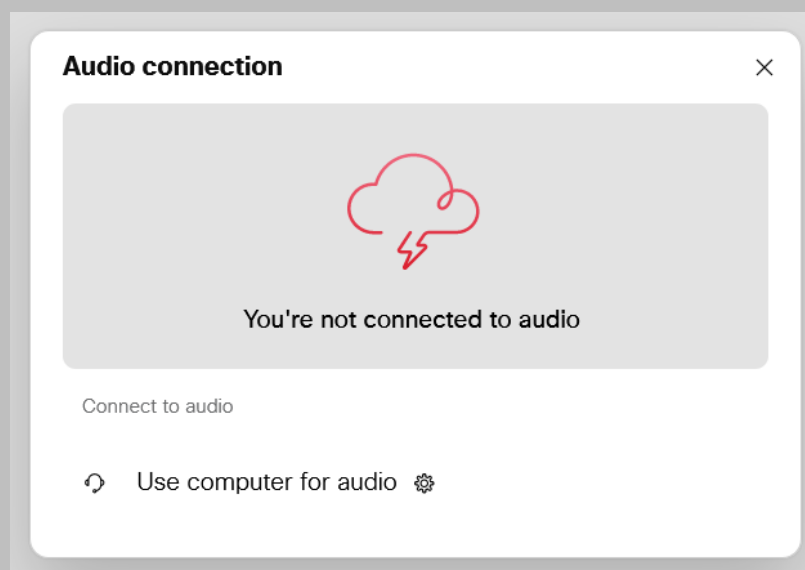 Audio connection
You're not connected to audio
Connect to audio
Use computer for audio